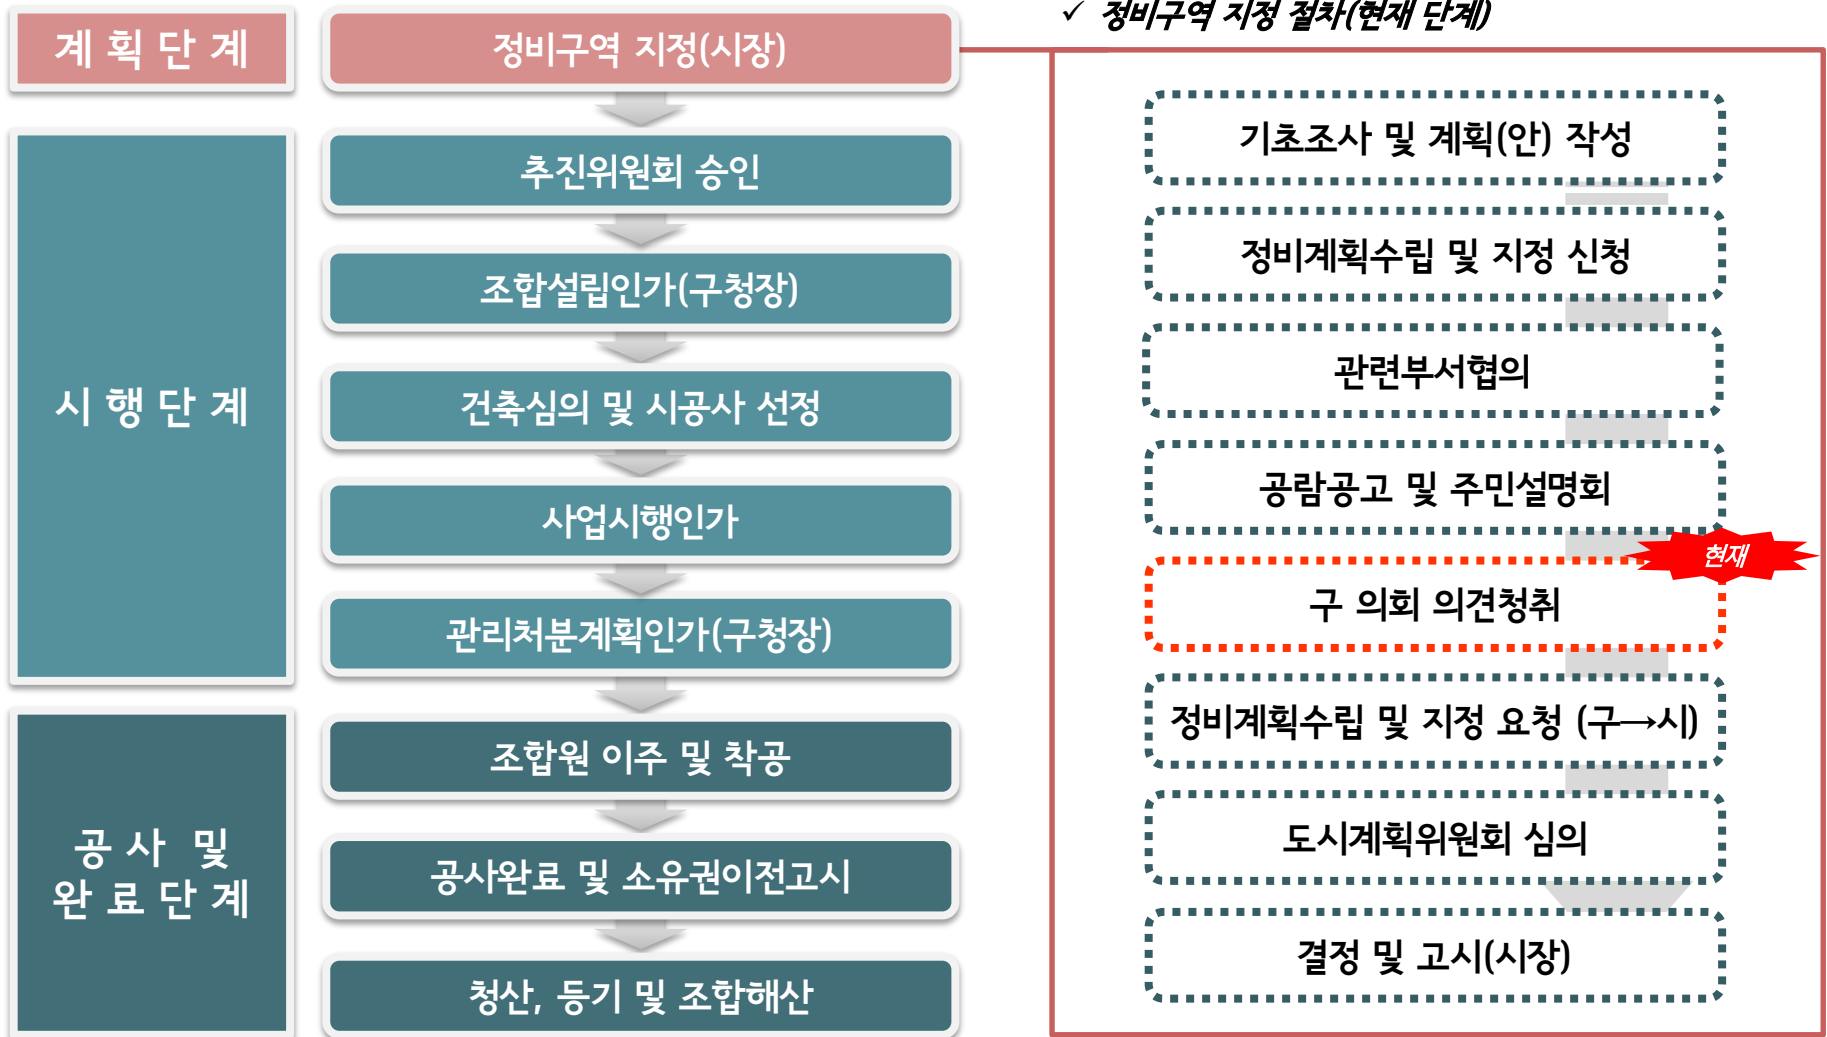 ✓ 정비구역 지정 절차(현재 단계)
계 획 단 계
정비구역 지정(시장)
시 행 단 계
추진위원회 승인
조합설립인가(구청장)
건축심의 및 시공사 선정
사업시행인가
관리처분계획인가(구청장)
공 사 및
완 료 단 계
조합원 이주 및 착공
공사완료 및 소유권이전고시
청산, 등기 및 조합해산
기초조사 및 계획(안) 작성
정비계획수립 및 지정 신청
관련부서협의
공람공고 및 주민설명회
현재
구 의회 의견청취
정비계획수립 및 지정 요청 (구→시)
도시계획위원회 심의
결정 및 고시(시장)